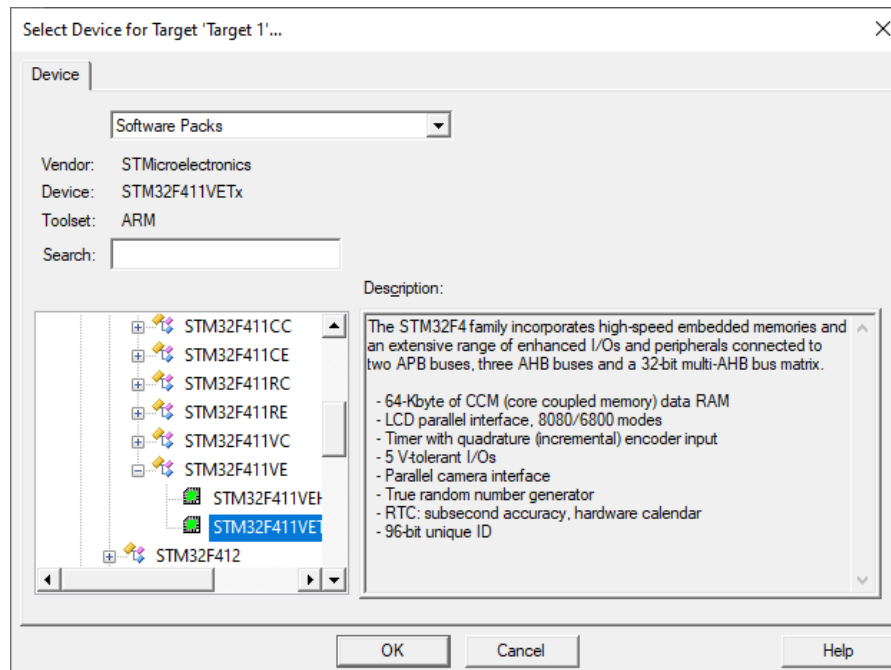 Select Device for Target 'Target 1'...
Device
Software Packs
Vendor: STMicroelectronics
Device: STM32F411VETx
Toolset: ARM
Search:
Description:
STM32F411CC
STM32F411CE
STM32F411RC
STM32F411RE
STM32F411VC
STM32F411VE
STM32F411VEH
STM32F411VET
STM32F412
The STM32F4 family incorporates high-speed embedded memories and
an extensive range of enhanced I/Os and peripherals connected to
two APB buses, three AHB buses and a 32-bit multi-AHB bus matrix.
- 64-Kbyte of CCM (core coupled memory) data RAM
- LCD parallel interface, 8080/6800 modes
- Timer with quadrature (incremental) encoder input
- 5 V-tolerant I/Os
- Parallel camera interface
- True random number generator
- RTC: subsecond accuracy, hardware calendar
- 96-bit unique ID
OK
Cancel
Help